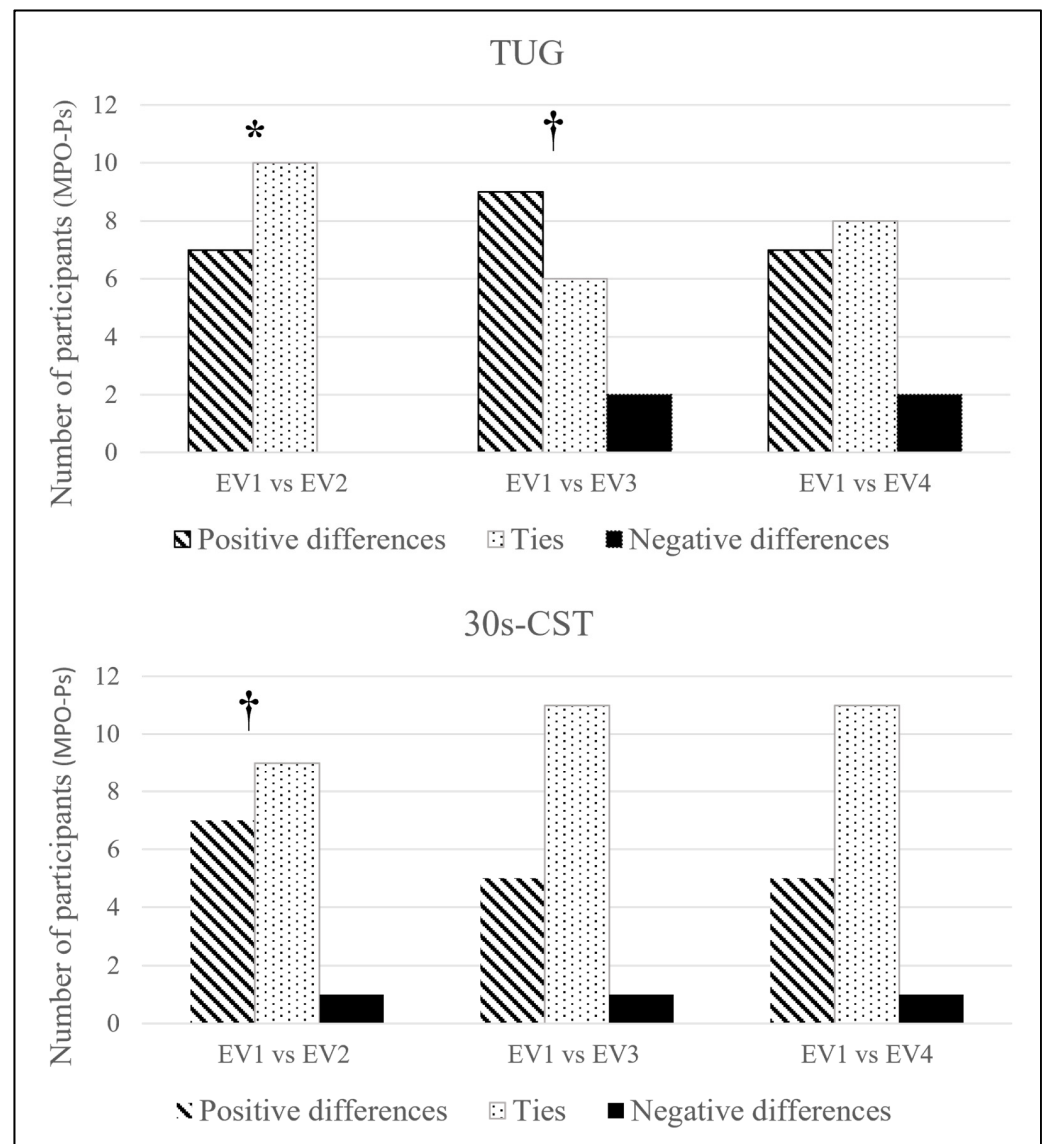 TUG
Number of participants (MPO-Ps)
12
10
8
6
4
2
0
*
†
EV1 vs EV2
EV1 vs EV3
EV1 vs EV4
Positive differences
Ties
Negative differences
30s-CST
Number of participants (MPO-Ps)
12
10
8
6
4
2
0
†
EV1 vs EV2
EV1 vs EV3
EV1 vs EV4
Positive differences
Ties
Negative differences